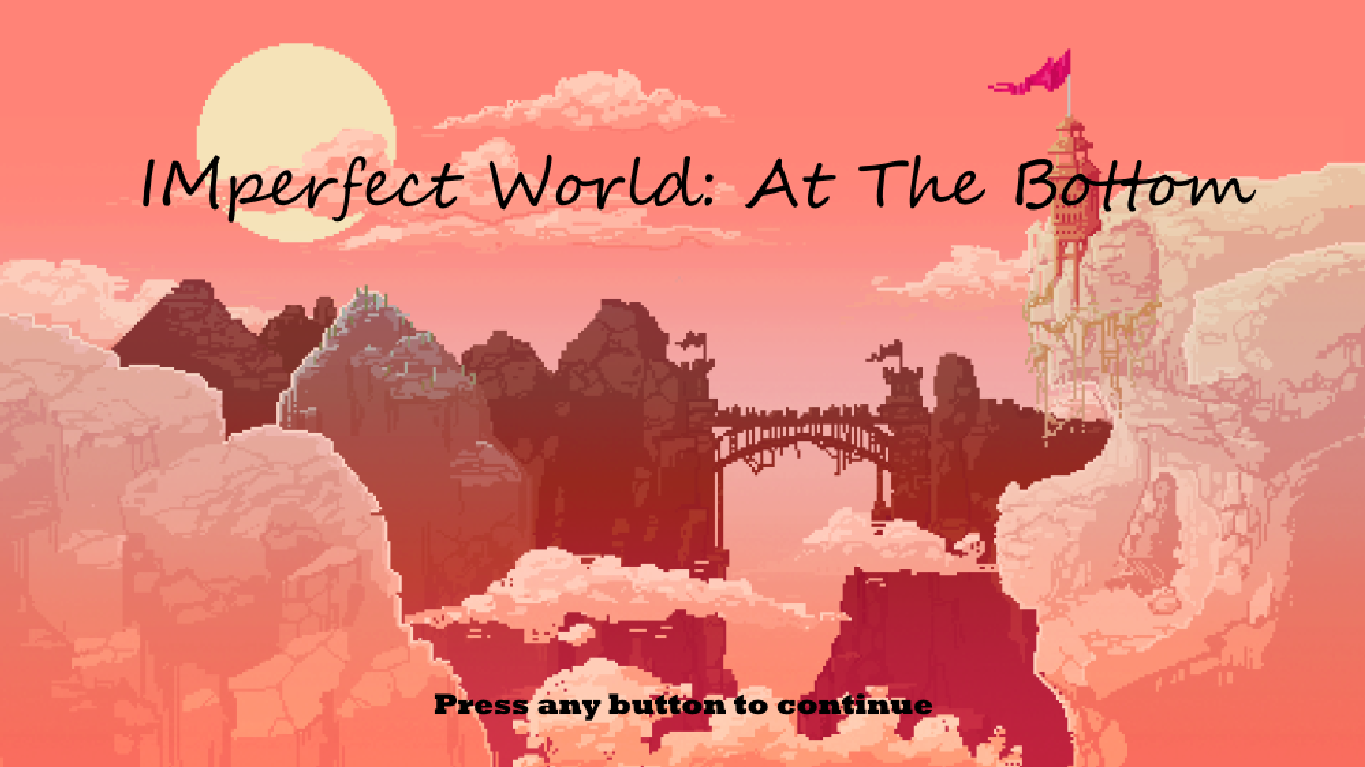 IMperfect World: At The Bottom
Press any button to continue